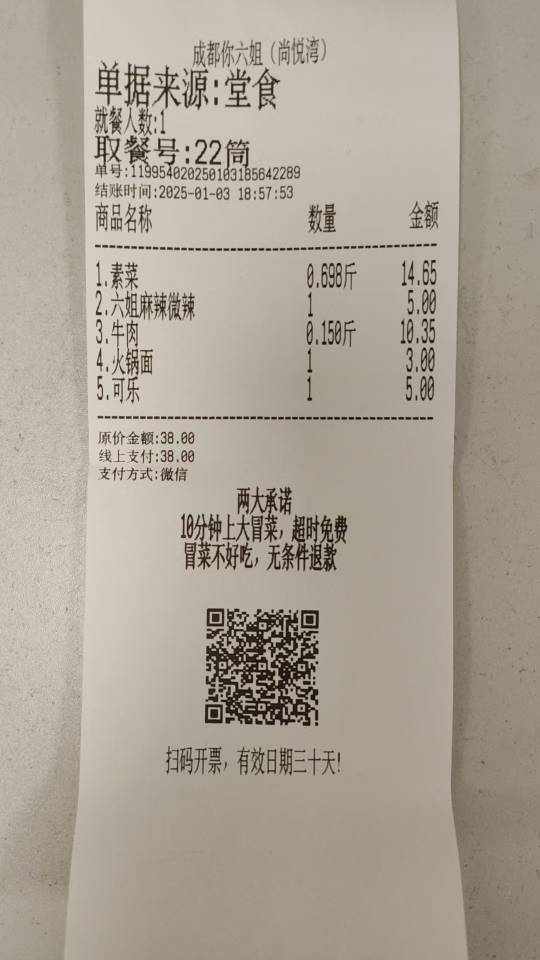 成都你六姐（尚悦湾）
单据来源:堂食
就餐人数:1
取餐号:22筒
单号:119954020250103185642289
结账时间:2025-01-03 18:57:53
商品名称 数量 金额
1.素菜 0.698斤 14.65
2.六姐麻辣微辣 1 5.00
3.牛肉 0.150斤 10.35
4.火锅面 1 3.00
5.可乐 1 5.00
原价金额:38.00
线上支付:38.00
支付方式:微信
两大承诺
10分钟上大冒菜，超时免费
冒菜不好吃，无条件退款
扫码开票，有效日期三十天!